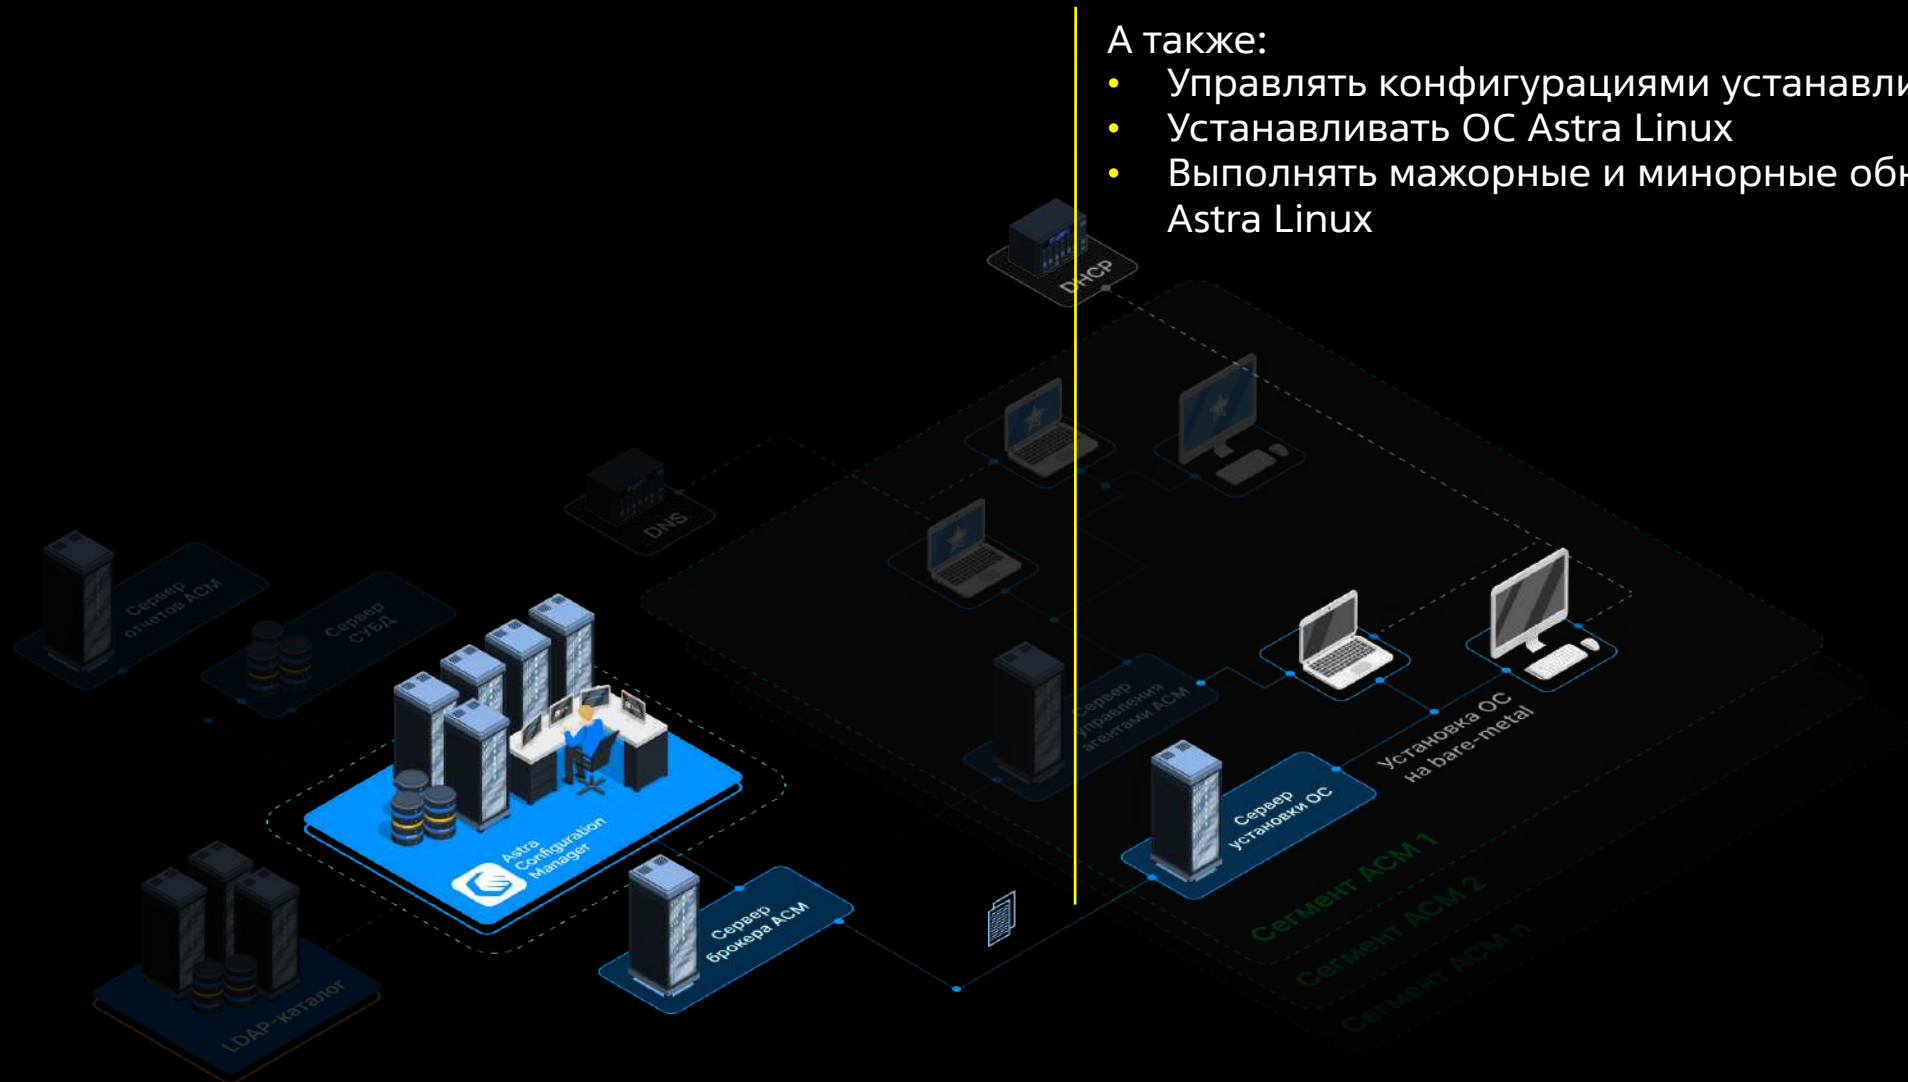 А также:
• Управлять конфигурациями
• Устанавливать ОС Astra Linux
• Выполнять мажорные и минорные
Astra Linux
DHCP
DNS
Сервер
отчетов ACM
Сервер
СУБД
Сервер
управления
агентами ACM
Установка ОС
на bare-metal
Сервер
установки ОС
Astra
Configuration
Manager
Сервер
брокера ACM
Сегмент ACM 1
Сегмент ACM 2
Сегмент ACM n
LDAP-каталог